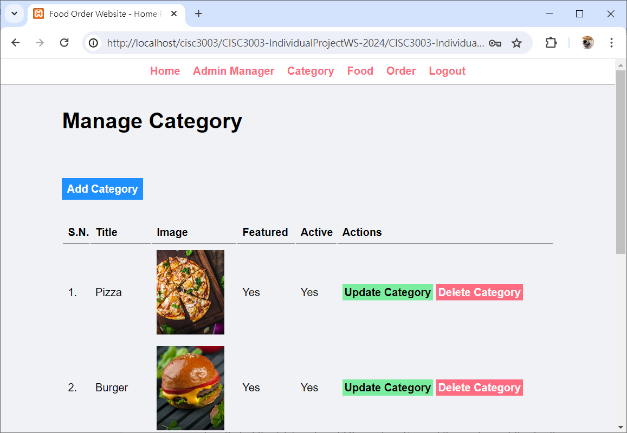 Food Order Website - Home P
http://localhost/cisc3003/CISC3003-IndividualProjectWS-2024/CISC3003-Individua...
Home Admin Manager Category Food Order Logout
Manage Category
Add Category
S.N. Title Image Featured Active Actions
1. Pizza Yes Yes Update Category Delete Category
2. Burger Yes Yes Update Category Delete Category